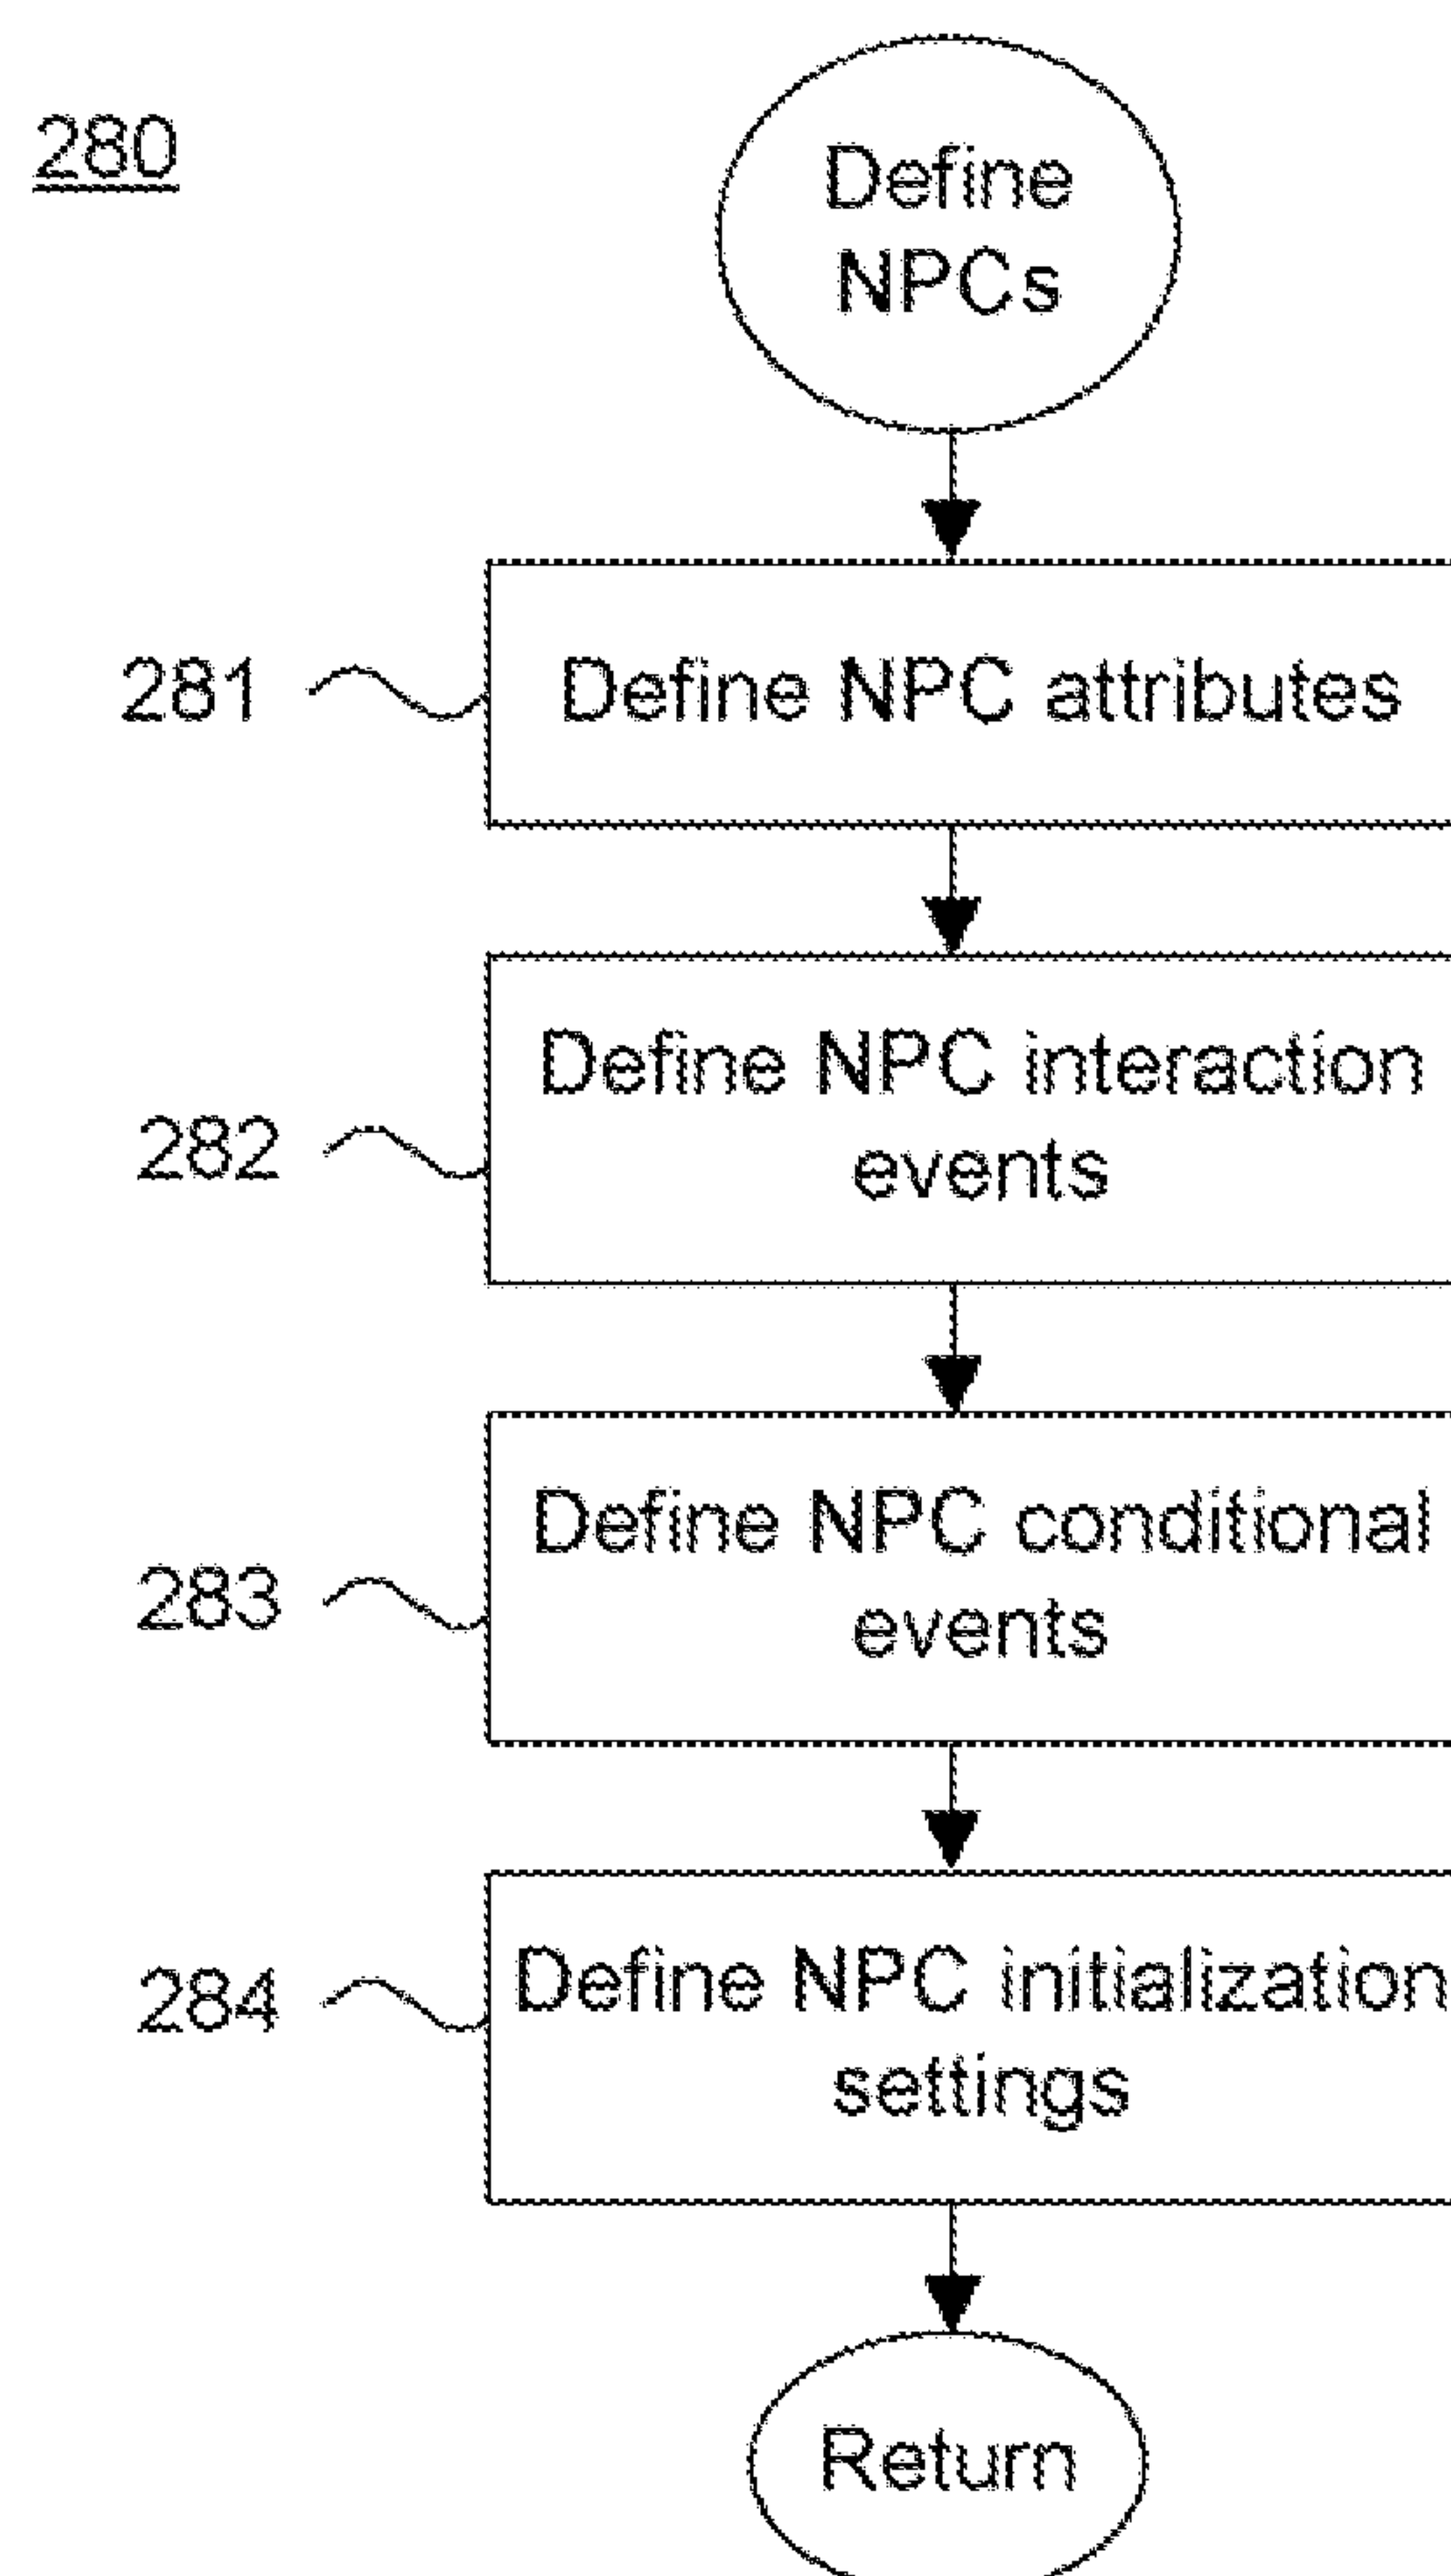 280
Define
NPCs
281
Define NPC attributes
282
Define NPC interaction
events
283
Define NPC conditional
events
284
Define NPC initialization
settings
Return